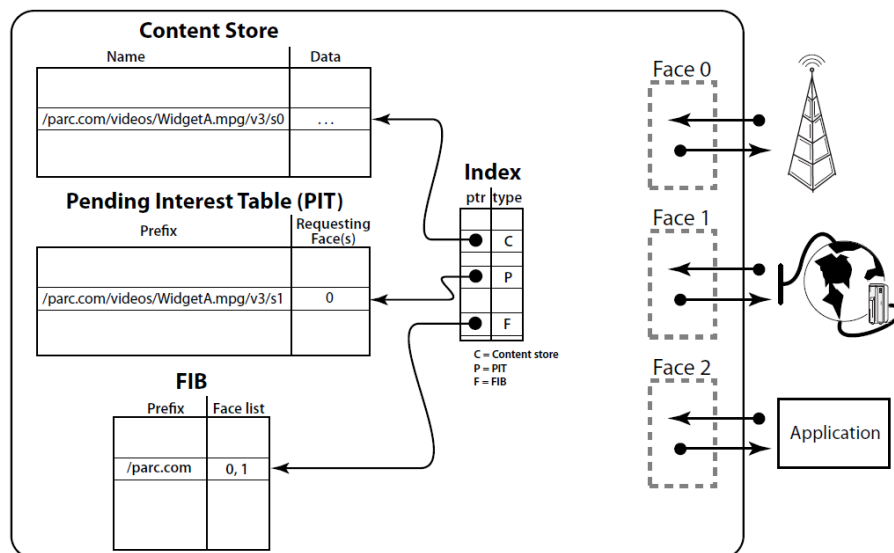 Content Store
Name Data
/parc.com/videos/WidgetA.mpg/v3/s0 ...
Pending Interest Table (PIT)
Prefix Requesting Face(s)
/parc.com/videos/WidgetA.mpg/v3/s1 0
FIB
Prefix Face list
/parc.com 0, 1
Index
ptr type
C
P
F
C = Content store
P = PIT
F = FIB
Face 0
Face 1
Face 2
Application